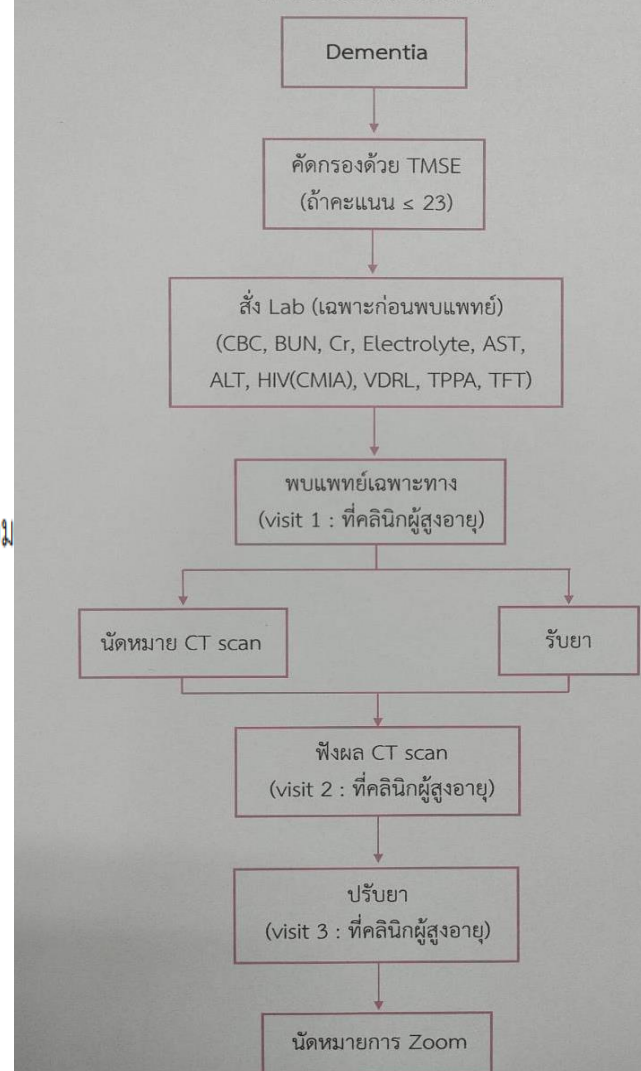 Dementia
คัดกรองด้วย TMSE
(ถ้าคะแนน ≤ 23)
สั่ง Lab (เฉพาะก่อนพบแพทย์)
(CBC, BUN, Cr, Electrolyte, AST,
ALT, HIV(CMIA), VDRL, TPPA, TFT)
พบแพทย์เฉพาะทาง
(visit 1 : ที่คลินิกผู้สูงอายุ)
นัดหมาย CT scan
รับยา
ฟังผล CT scan
(visit 2 : ที่คลินิกผู้สูงอายุ)
ปรับยา
(visit 3 : ที่คลินิกผู้สูงอายุ)
นัดหมายการ Zoom